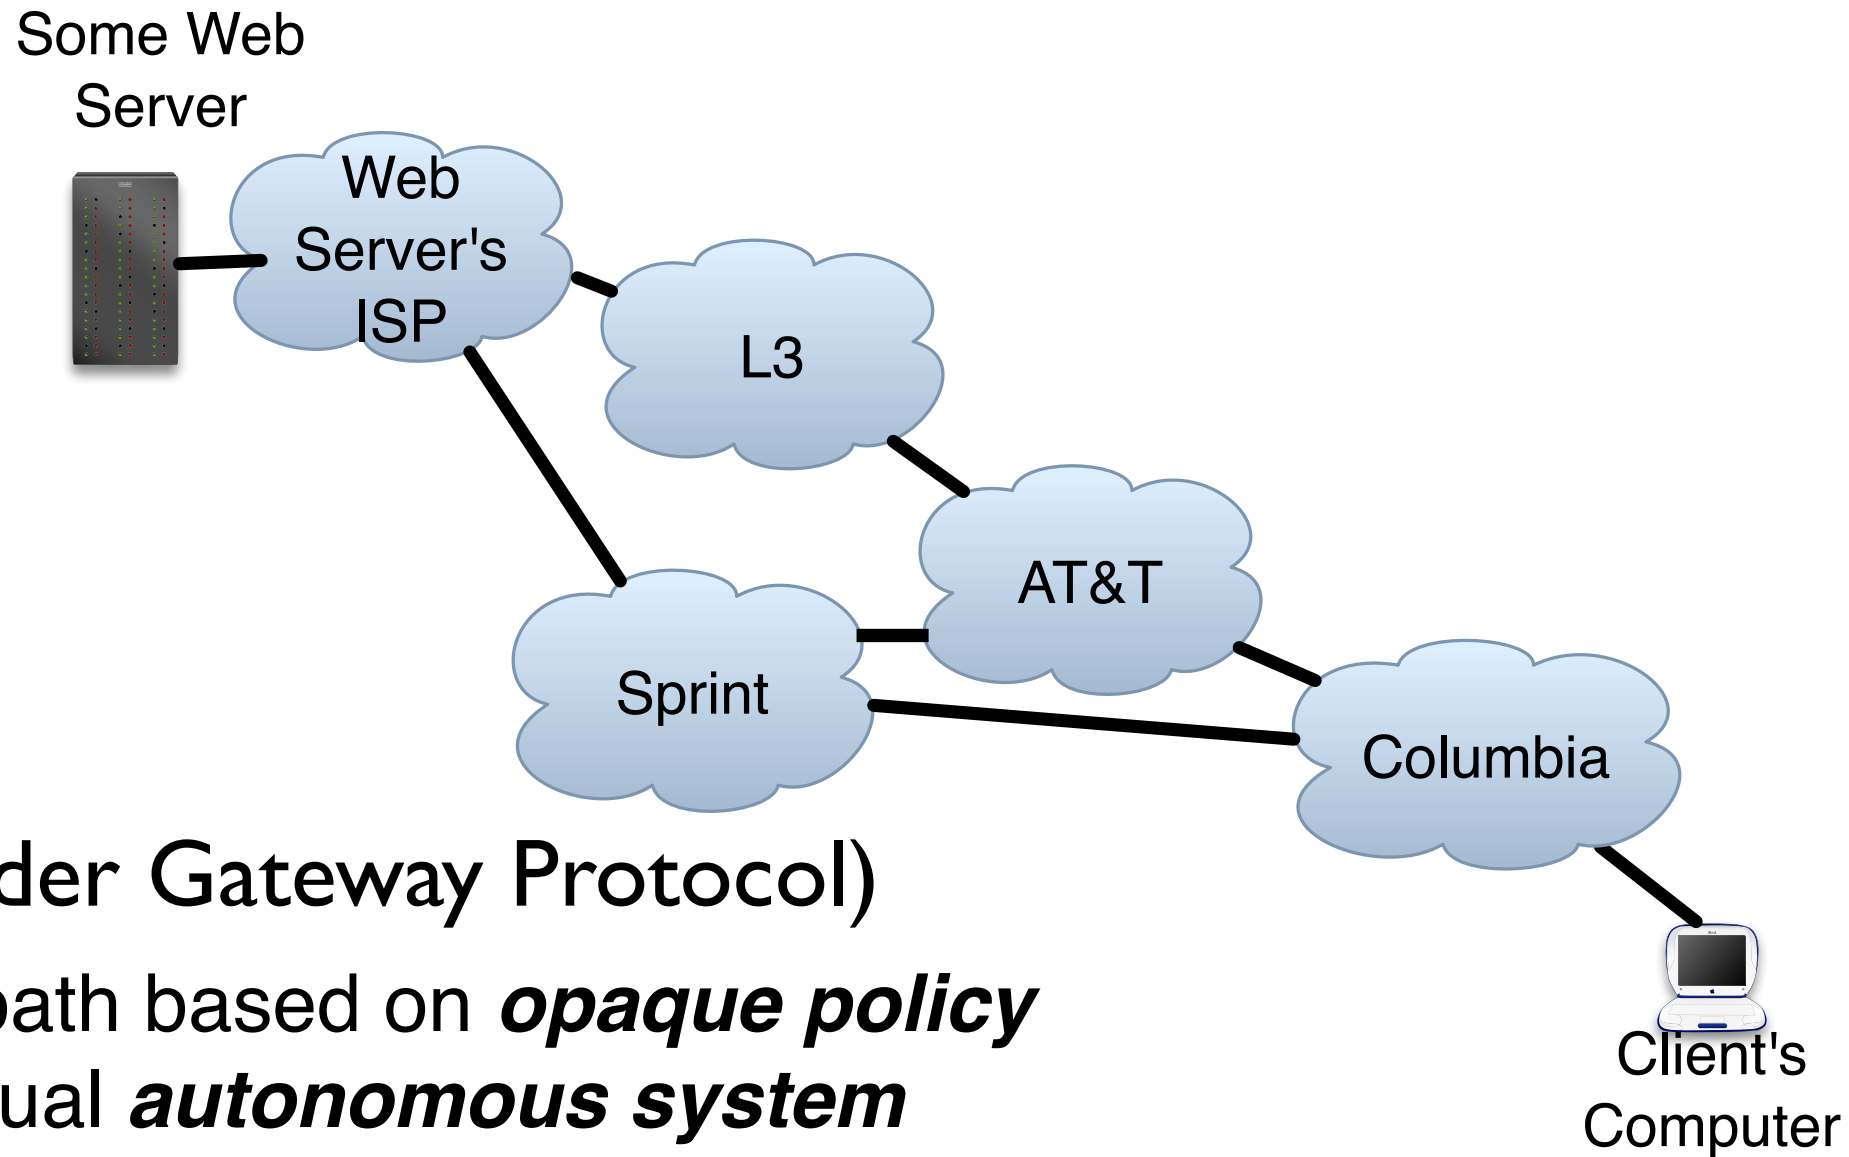 Some Web
Server
Web
Server's
ISP
L3
AT&T
Sprint
Columbia
der Gateway Protocol)
path based on opaque policy
ual autonomous system
Client's
Computer